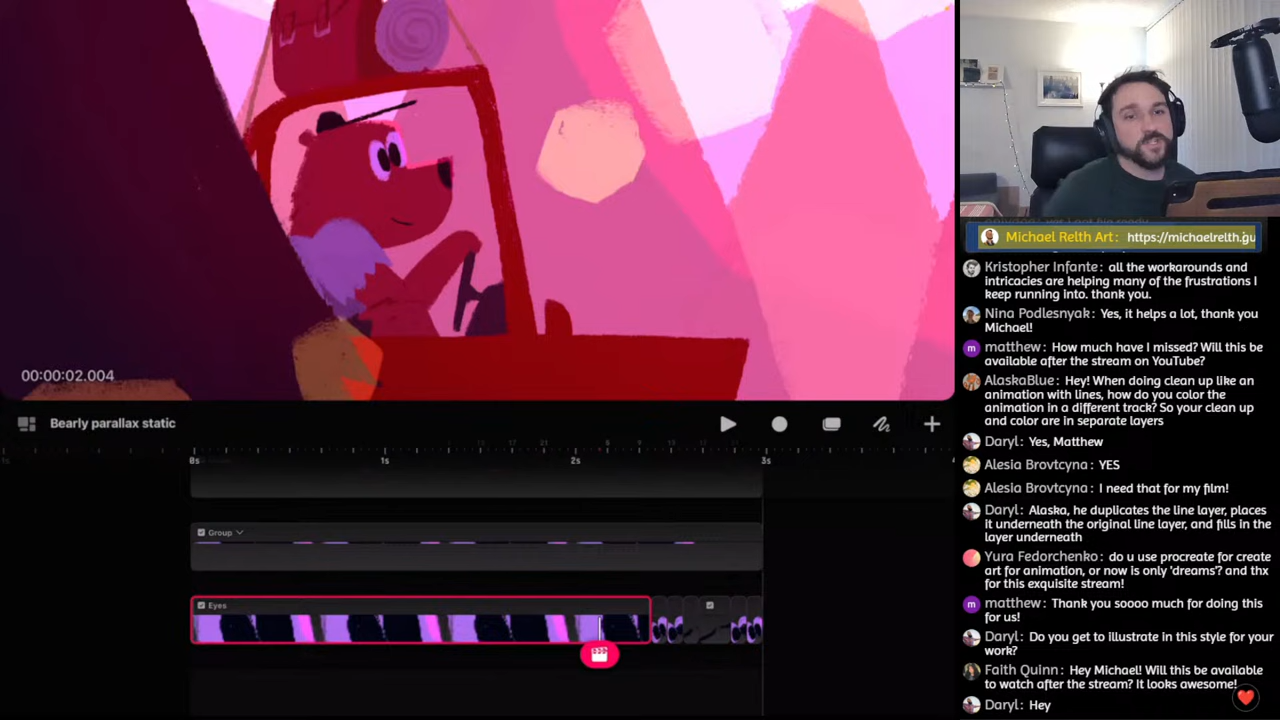 Michael Relth Art: https://michaelrelth.gu
Kristopher Infante: all the workarounds and
intricacies are helping many of the frustrations I
keep running into. thank you.
Nina Podlesnyak: Yes, it helps a lot, thank you
Michael!
m matthew: How much have I missed? Will this be
available after the stream on YouTube?
AlaskaBlue: Hey! When doing clean up like an
animation with lines, how do you color the
animation in a different track? So your clean up
and color are in separate layers
Daryl: Yes, Matthew
Alesia Brovtcyna: YES
Alesia Brovtcyna: I need that for my film!
Daryl: Alaska, he duplicates the line layer, places
it underneath the original line layer, and fills in the
layer underneath
Yura Fedorchenko: do u use procreate for create
art for animation, or now is only 'dreams'? and thx
for this exquisite stream!
m matthew: Thank you soooo much for doing this
for us!
Daryl: Do you get to illustrate in this style for your
work?
Faith Quinn: Hey Michael! Will this be available
to watch after the stream? It looks awesome!
Daryl: Hey
00:00:02.004
Bearly parallax static
0s 1s 2s 3s
Group
Eyes